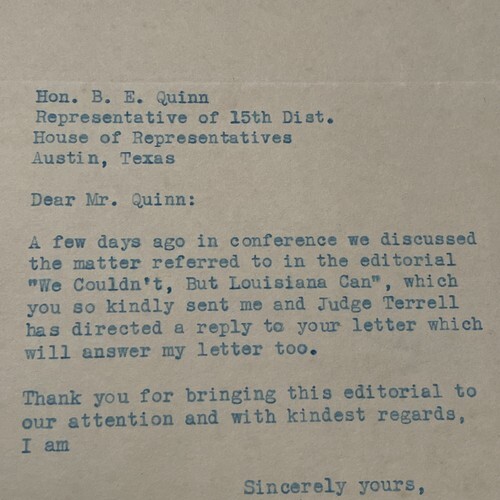 Hon. B. E. Quinn
Representative of 15th Dist.
House of Representatives
Austin, Texas
Dear Mr. Quinn:
A few days ago in conference we discussed
the matter referred to in the editorial
"We Couldn't, But Louisiana Can", which
you so kindly sent me and Judge Terrell
has directed a reply to your letter which
will answer my letter too.
Thank you for bringing this editorial to
our attention and with kindest regards,
I am
Sincerely yours,